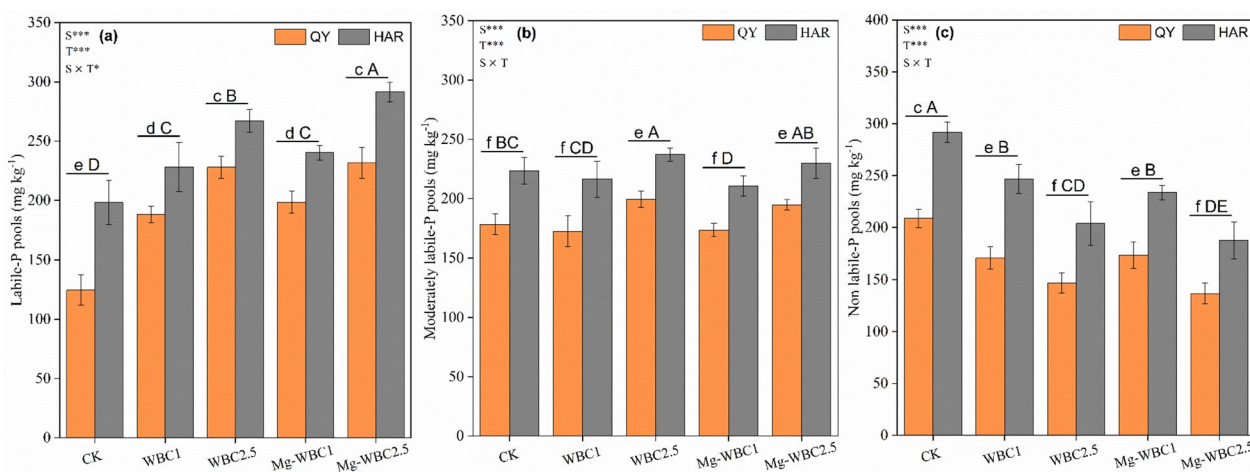 (a)
S***
T***
S × T*
QY
HAR
Labile-P pools (mg kg-1)
350
300
250
200
150
100
50
0
e D
d C
c B
d C
c A
CK
WBC1
WBC2.5
Mg-WBC1
Mg-WBC2.5
(b)
S***
T***
S × T
QY
HAR
Moderately labile-P pools (mg kg-1)
350
300
250
200
150
100
50
0
f BC
f CD
e A
f D
e AB
CK
WBC1
WBC2.5
Mg-WBC1
Mg-WBC2.5
(c)
S***
T***
S × T
QY
HAR
Non labile-P pools (mg kg-1)
400
350
300
250
200
150
100
50
0
c A
e B
f CD
e B
f DE
CK
WBC1
WBC2.5
Mg-WBC1
Mg-WBC2.5